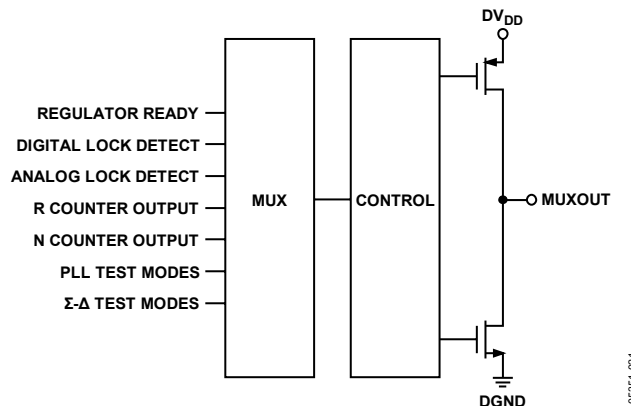 DVDD
REGULATOR READY
DIGITAL LOCK DETECT
ANALOG LOCK DETECT
R COUNTER OUTPUT
N COUNTER OUTPUT
PLL TEST MODES
Σ-Δ TEST MODES
MUX
CONTROL
MUXOUT
DGND